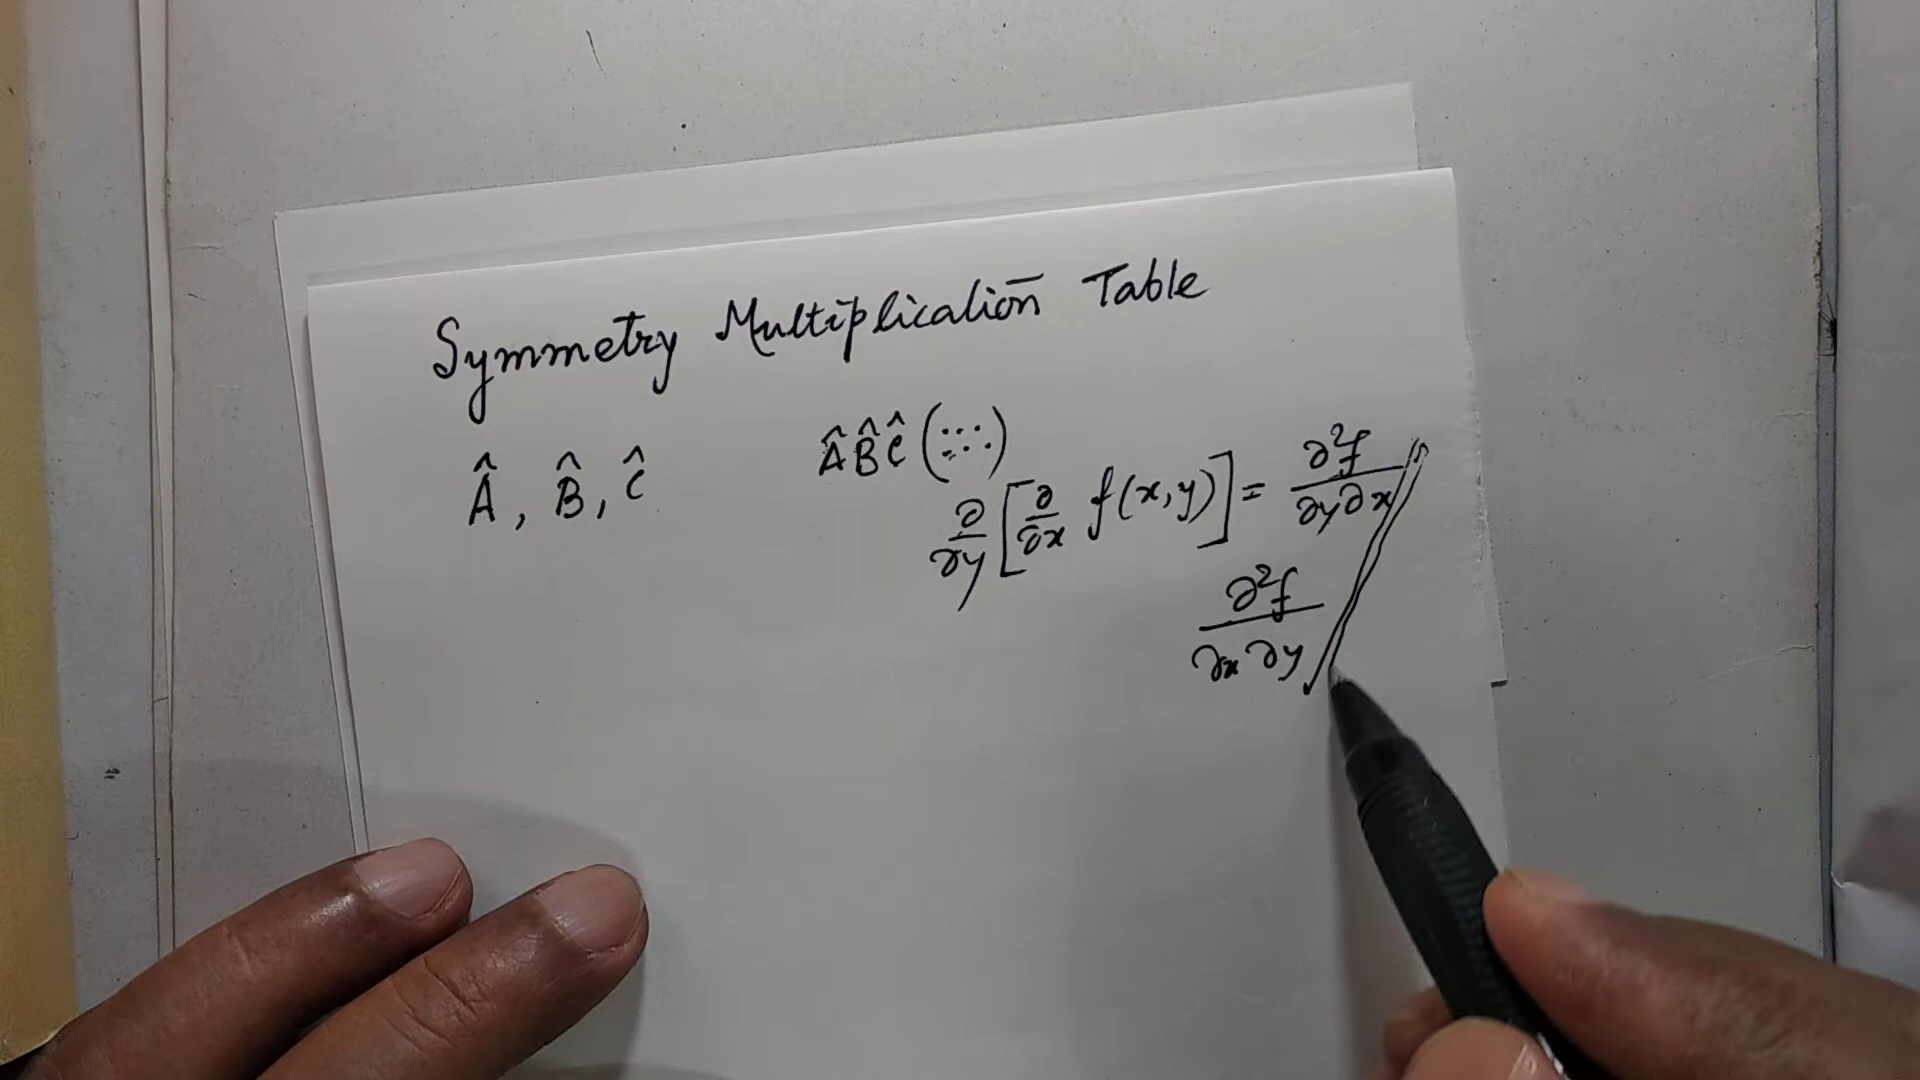 Symmetry Multiplication Table
Â, B̂, Ĉ
ÂB̂Ĉ(∴∵)
∂/∂y [∂/∂x f(x,y)] = ∂²f/∂y∂x
∂²f/∂x∂y